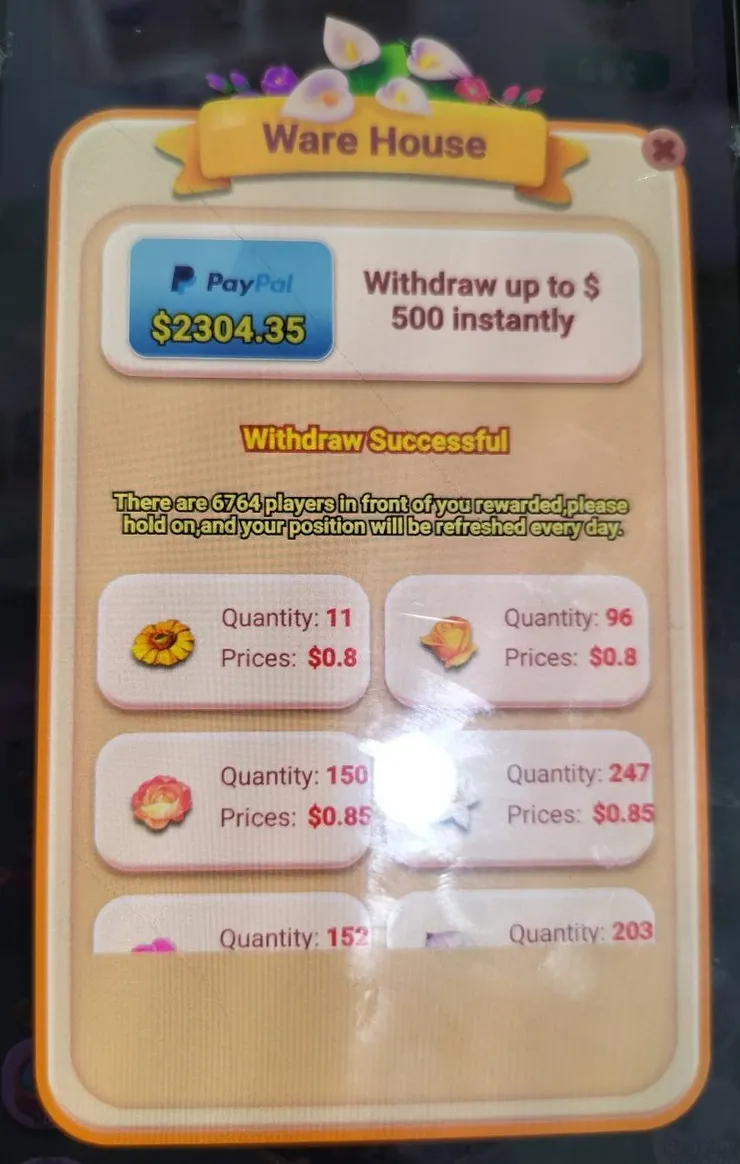 Ware House
PayPal
$2304.35
Withdraw up to $
500 instantly
Withdraw Successful
There are 6764 players in front of you rewarded,please
hold on,and your position will be refreshed every day.
Quantity: 11
Prices: $0.8
Quantity: 96
Prices: $0.8
Quantity: 150
Prices: $0.85
Quantity: 247
Prices: $0.85
Quantity: 152
Quantity: 203